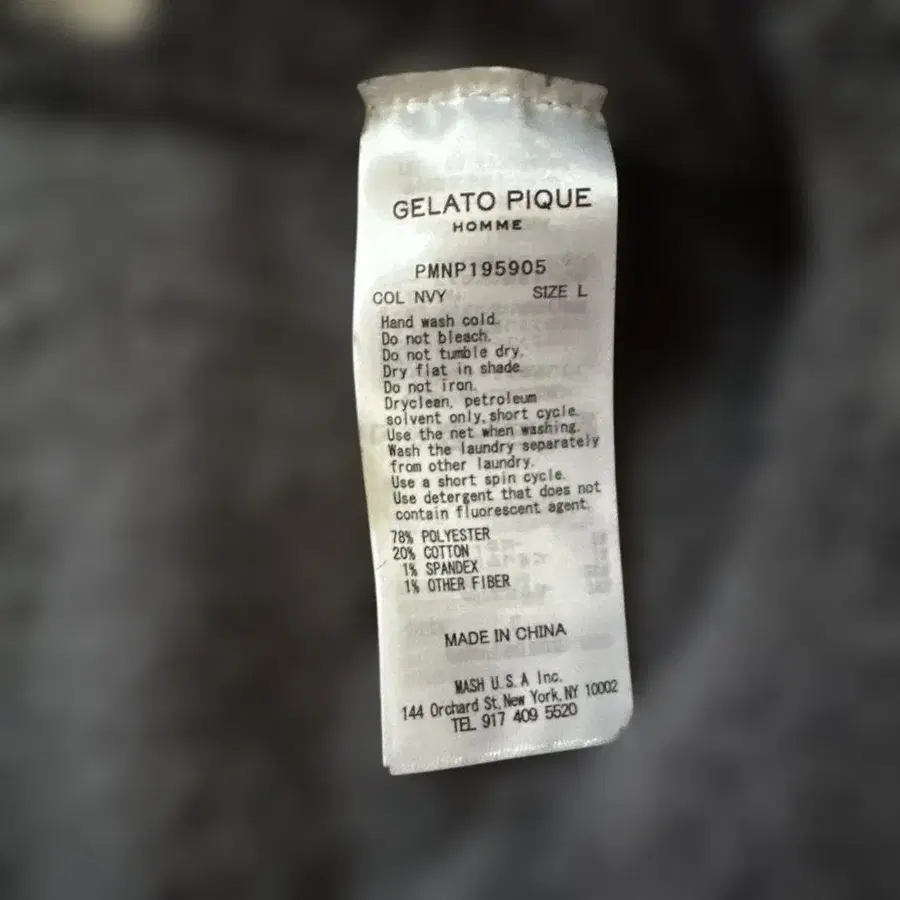 GELATO PIQUE
HOMME
PMNP195905
COL NVY SIZE L
Hand wash cold.
Do not bleach.
Do not tumble dry.
Dry flat in shade.
Do not iron.
Dryclean, petroleum
solvent only, short cycle.
Use the net when washing.
Wash the laundry separately
from other laundry.
Use a short spin cycle.
Use detergent that does not
contain fluorescent agent.
78% POLYESTER
20% COTTON
1% SPANDEX
1% OTHER FIBER
MADE IN CHINA
MASH U.S.A Inc.
144 Orchard St, New York, NY 10002
TEL 917 409 5520